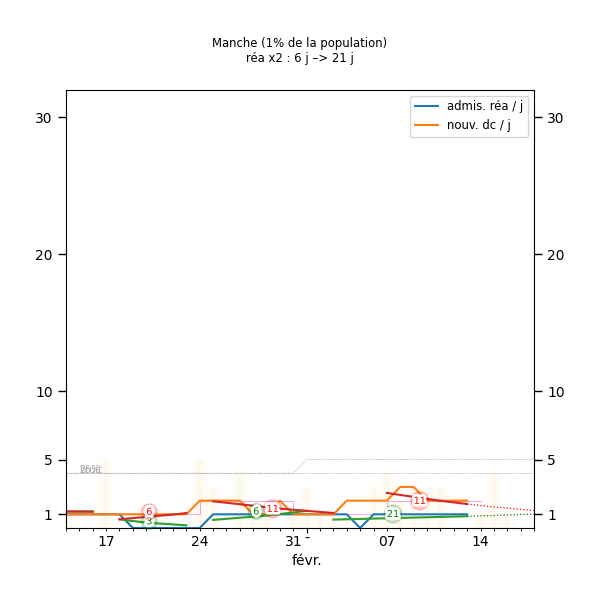 Manche (1% de la population)
réa x2 : 6 j –> 21 j
admis. réa / j
nouv. dc / j
30 30
20 20
10 10
5 5
25%
6 3 6 11 21 11
1 1
17 24 31 07 14
févr.